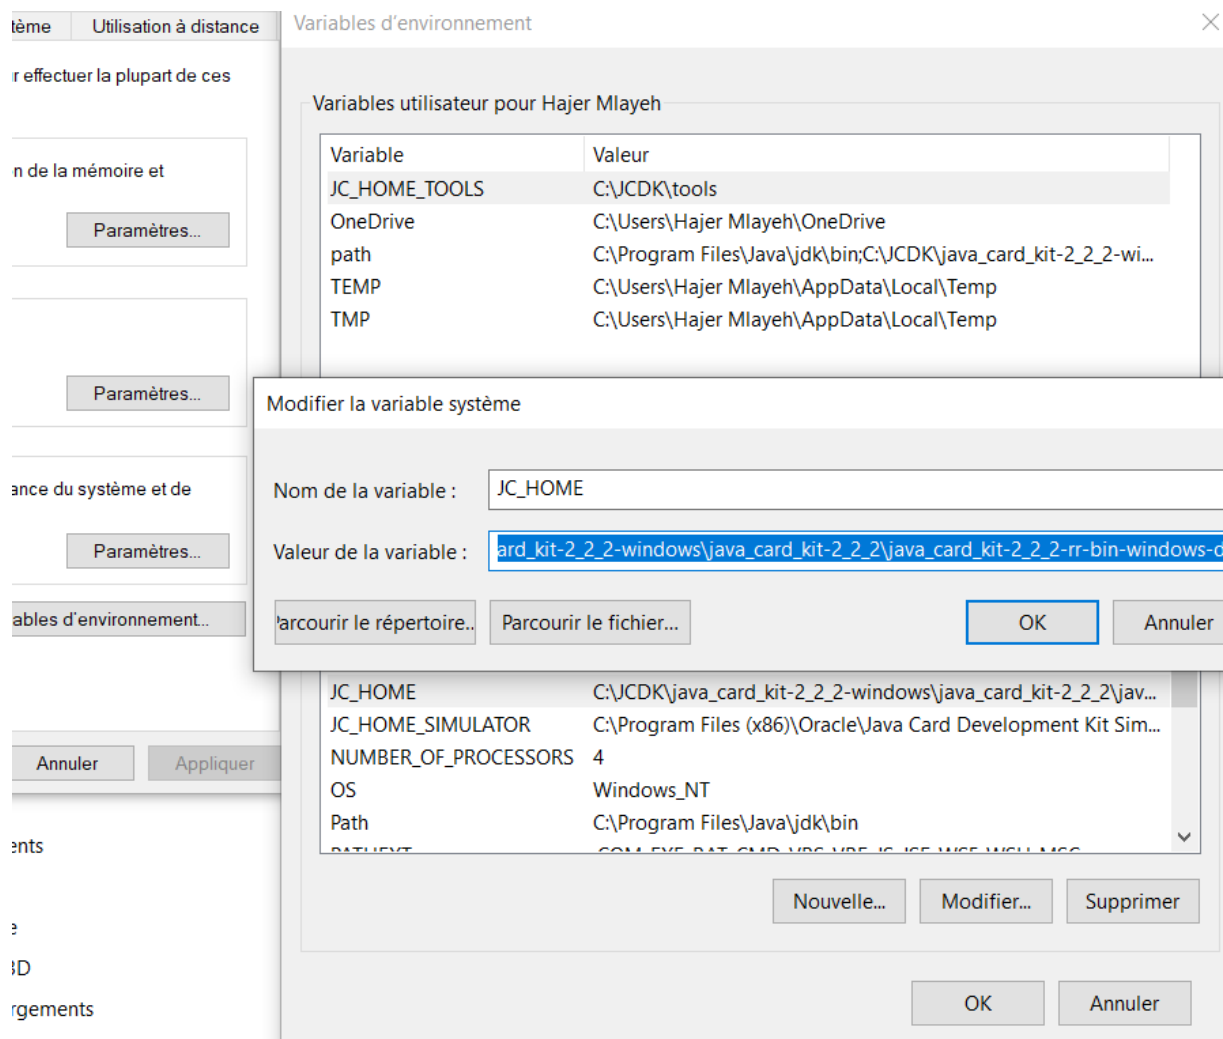 Utilisation à distance
Variables d'environnement
effectuer la plupart de ces
Variables utilisateur pour Hajer Mlayeh
Variable Valeur
JC_HOME_TOOLS C:\JCDK\tools
de la mémoire et
OneDrive C:\Users\Hajer Mlayeh\OneDrive
Paramètres...
path C:\Program Files\Java\jdk\bin;C:\JCDK\java_card_kit-2_2_2-wi...
TEMP C:\Users\Hajer Mlayeh\AppData\Local\Temp
TMP C:\Users\Hajer Mlayeh\AppData\Local\Temp
Paramètres...
Modifier la variable système
du système et de
Nom de la variable : JC_HOME
Paramètres...
Valeur de la variable : ard_kit-2_2_2-windows\java_card_kit-2_2_2\java_card_kit-2_2_2-rr-bin-windows-d
ables d'environnement...
arcourir le répertoire.. Parcourir le fichier... OK Annuler
JC_HOME C:\JCDK\java_card_kit-2_2_2-windows\java_card_kit-2_2_2\jav...
JC_HOME_SIMULATOR C:\Program Files (x86)\Oracle\Java Card Development Kit Sim...
Annuler Appliquer
NUMBER_OF_PROCESSORS 4
OS Windows_NT
Path C:\Program Files\Java\jdk\bin
Nouvelle... Modifier... Supprimer
OK Annuler